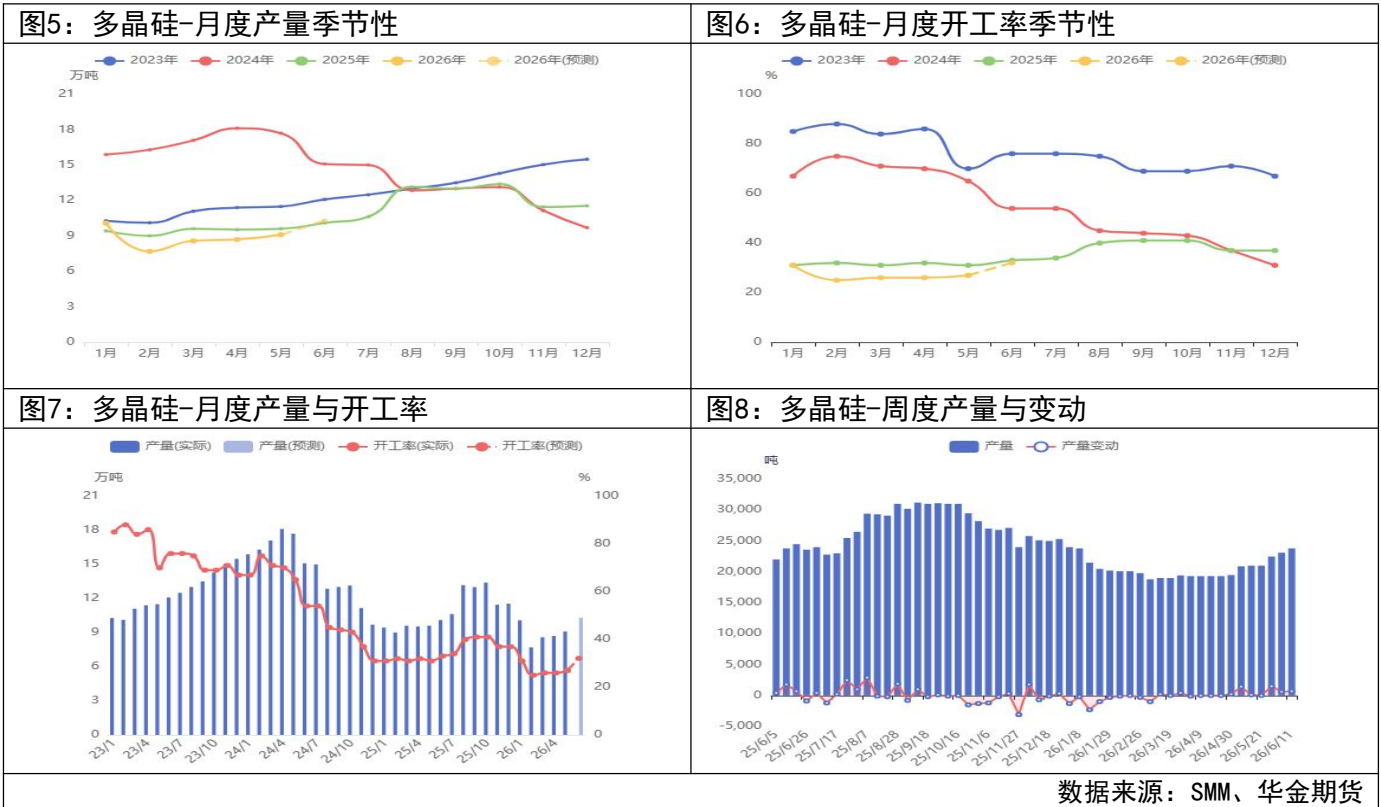 图5：多晶硅-月度产量季节性
2023年 2024年 2025年 2026年 2026年(预测)
万吨
21
18
15
12
9
6
3
0
1月 2月 3月 4月 5月 6月 7月 8月 9月 10月 11月 12月
图6：多晶硅-月度开工率季节性
2023年 2024年 2025年 2026年 2026年(预测)
%
100
80
60
40
20
0
1月 2月 3月 4月 5月 6月 7月 8月 9月 10月 11月 12月
图7：多晶硅-月度产量与开工率
产量(实际) 产量(预测) 开工率(实际) 开工率(预测)
万吨 %
21 100
18
15 80
12 60
9 40
6
3 20
0 0
23/1 23/4 23/7 23/10 24/1 24/4 24/7 24/10 25/1 25/4 25/7 25/10 26/1 26/4
图8：多晶硅-周度产量与变动
产量 产量变动
吨
35,000
30,000
25,000
20,000
15,000
10,000
5,000
0
-5,000
25/6/5 25/6/26 25/7/17 25/8/7 25/8/28 25/9/18 25/10/16 25/11/6 25/11/27 25/12/18 26/1/8 26/1/29 26/2/26 26/3/19 26/4/9 26/4/30 26/5/21 26/6/11
数据来源：SMM、华金期货